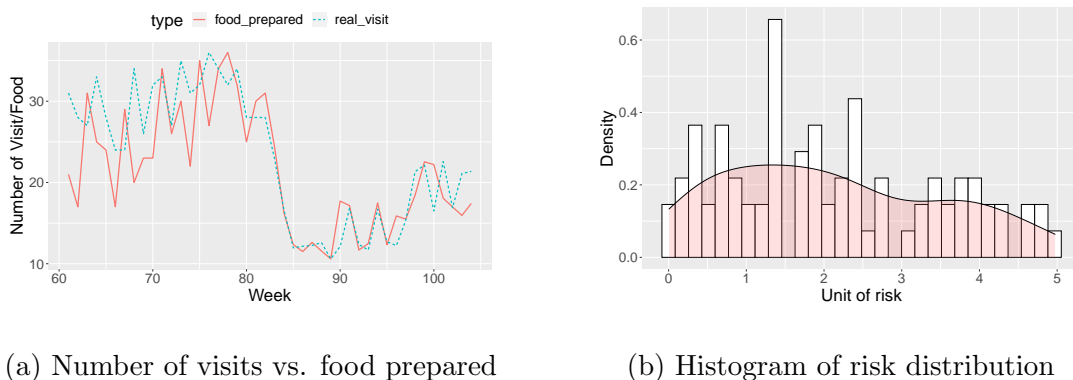 type food_prepared real_visit
Number of Visit/Food
30
20
10
60 70 80 90 100
Week
Density
0.6
0.4
0.2
0.0
0 1 2 3 4 5
Unit of risk
(a) Number of visits vs. food prepared
(b) Histogram of risk distribution